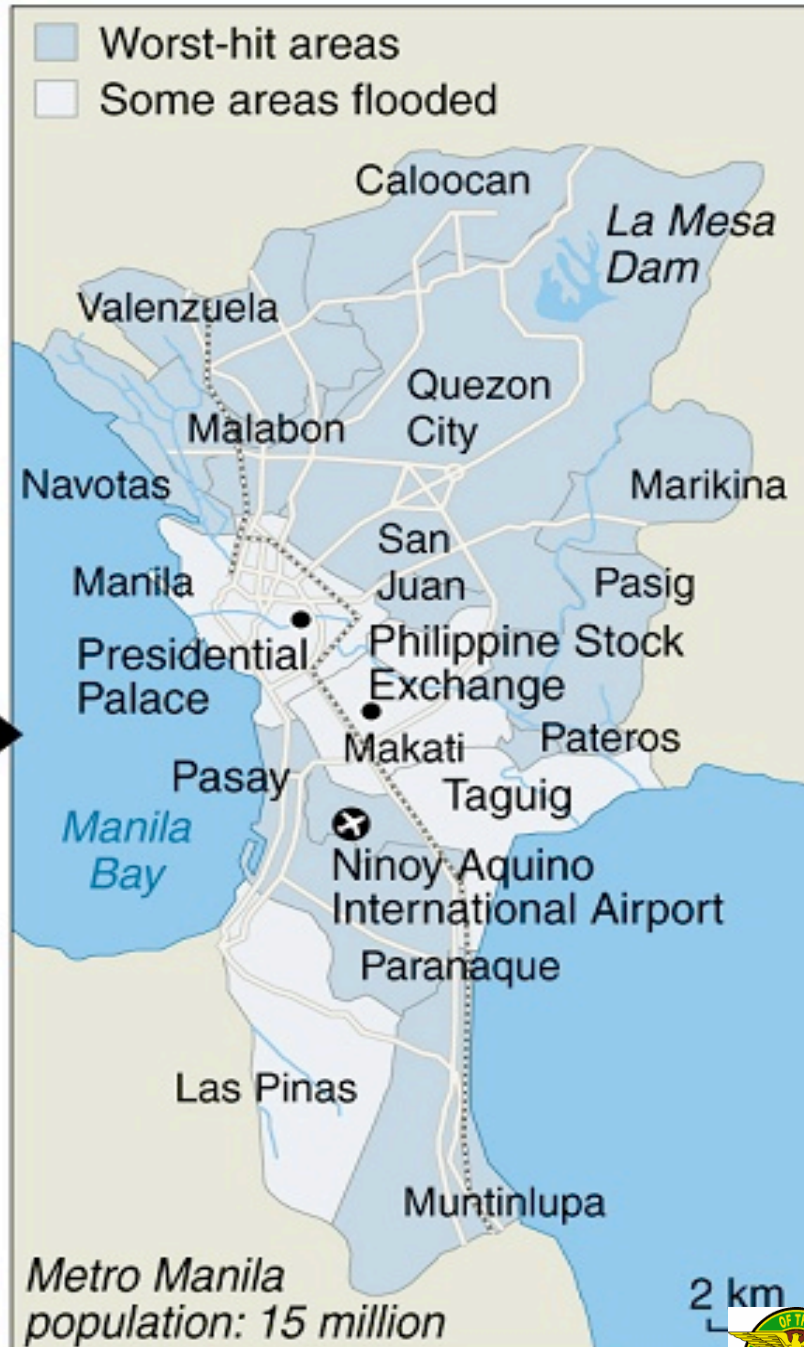 Worst-hit areas
Some areas flooded
Caloocan
La Mesa
Dam
Valenzuela
Quezon
City
Malabon
Navotas
Marikina
San
Juan
Manila
Pasig
Presidential
Palace
Philippine Stock
Exchange
Makati
Pateros
Pasay
Taguig
Manila
Bay
Ninoy Aquino
International Airport
Paranaque
Las Pinas
Muntinlupa
Metro Manila
population: 15 million
2 km
OF